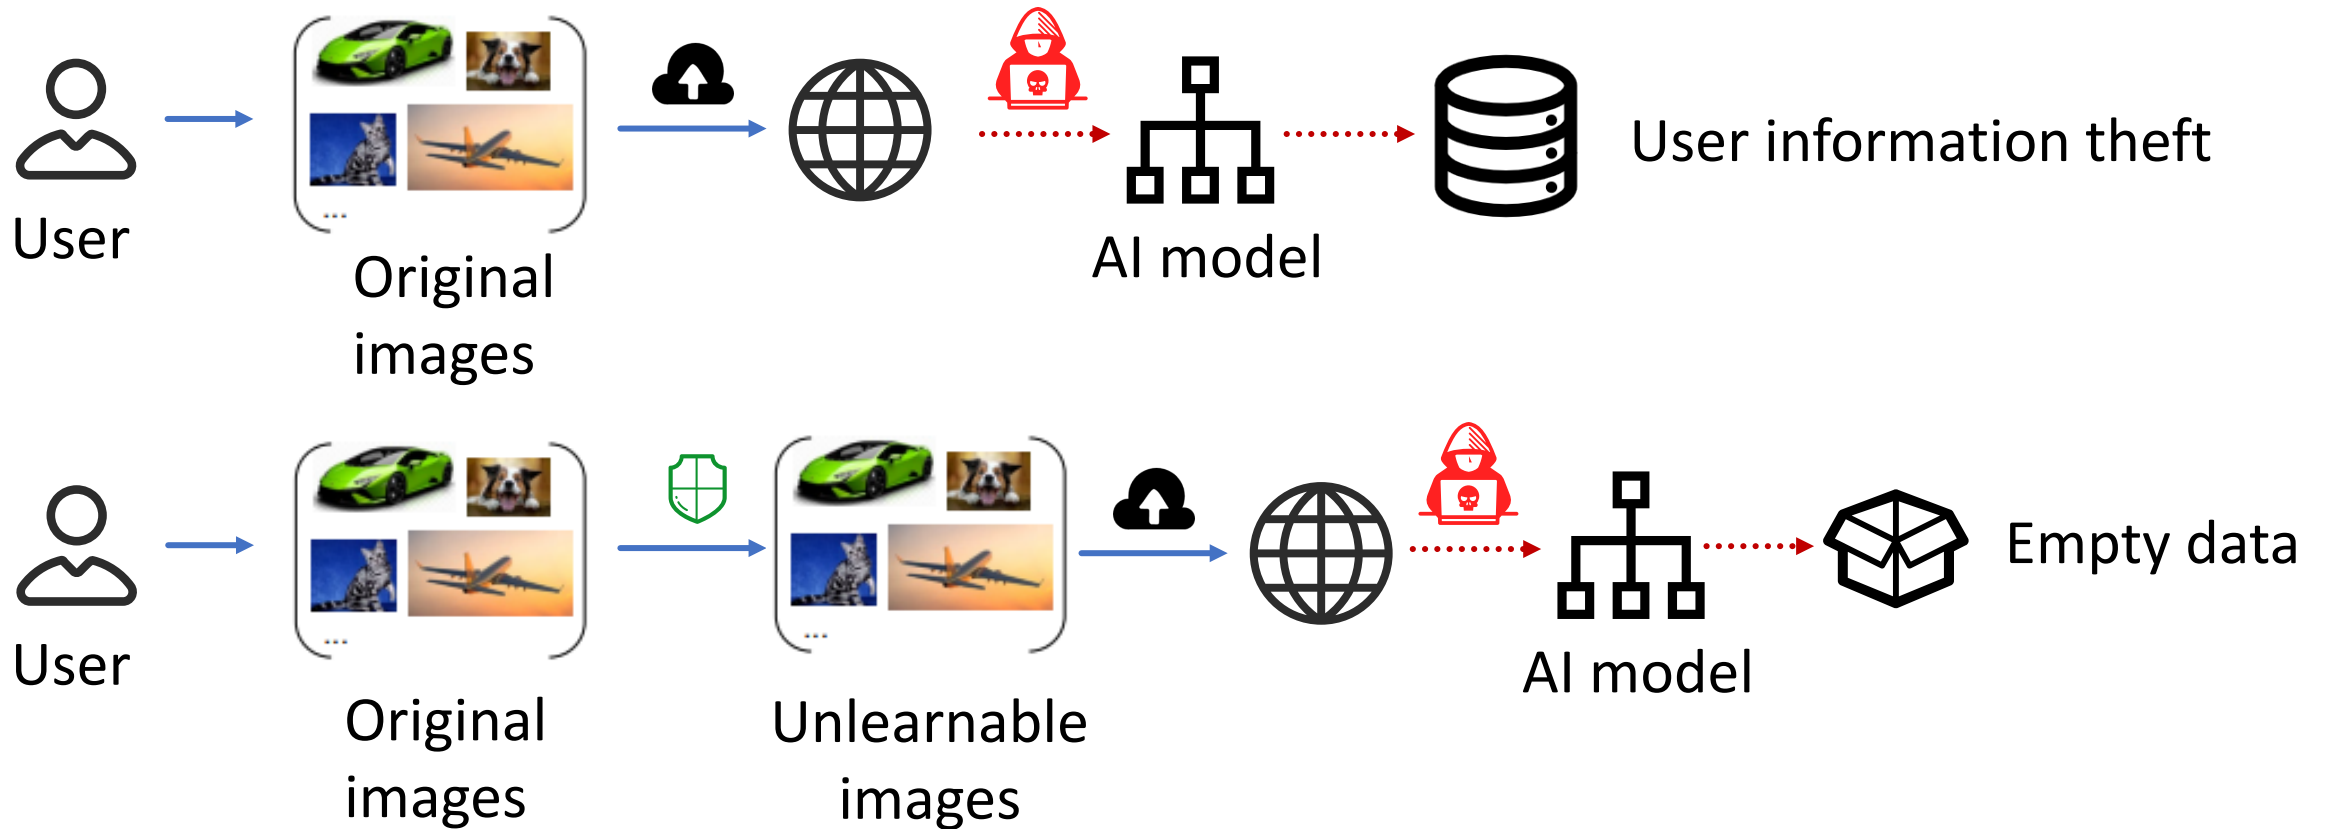 User
Original
images
...
AI model
User information theft
User
Original
images
...
Unlearnable
images
...
AI model
Empty data